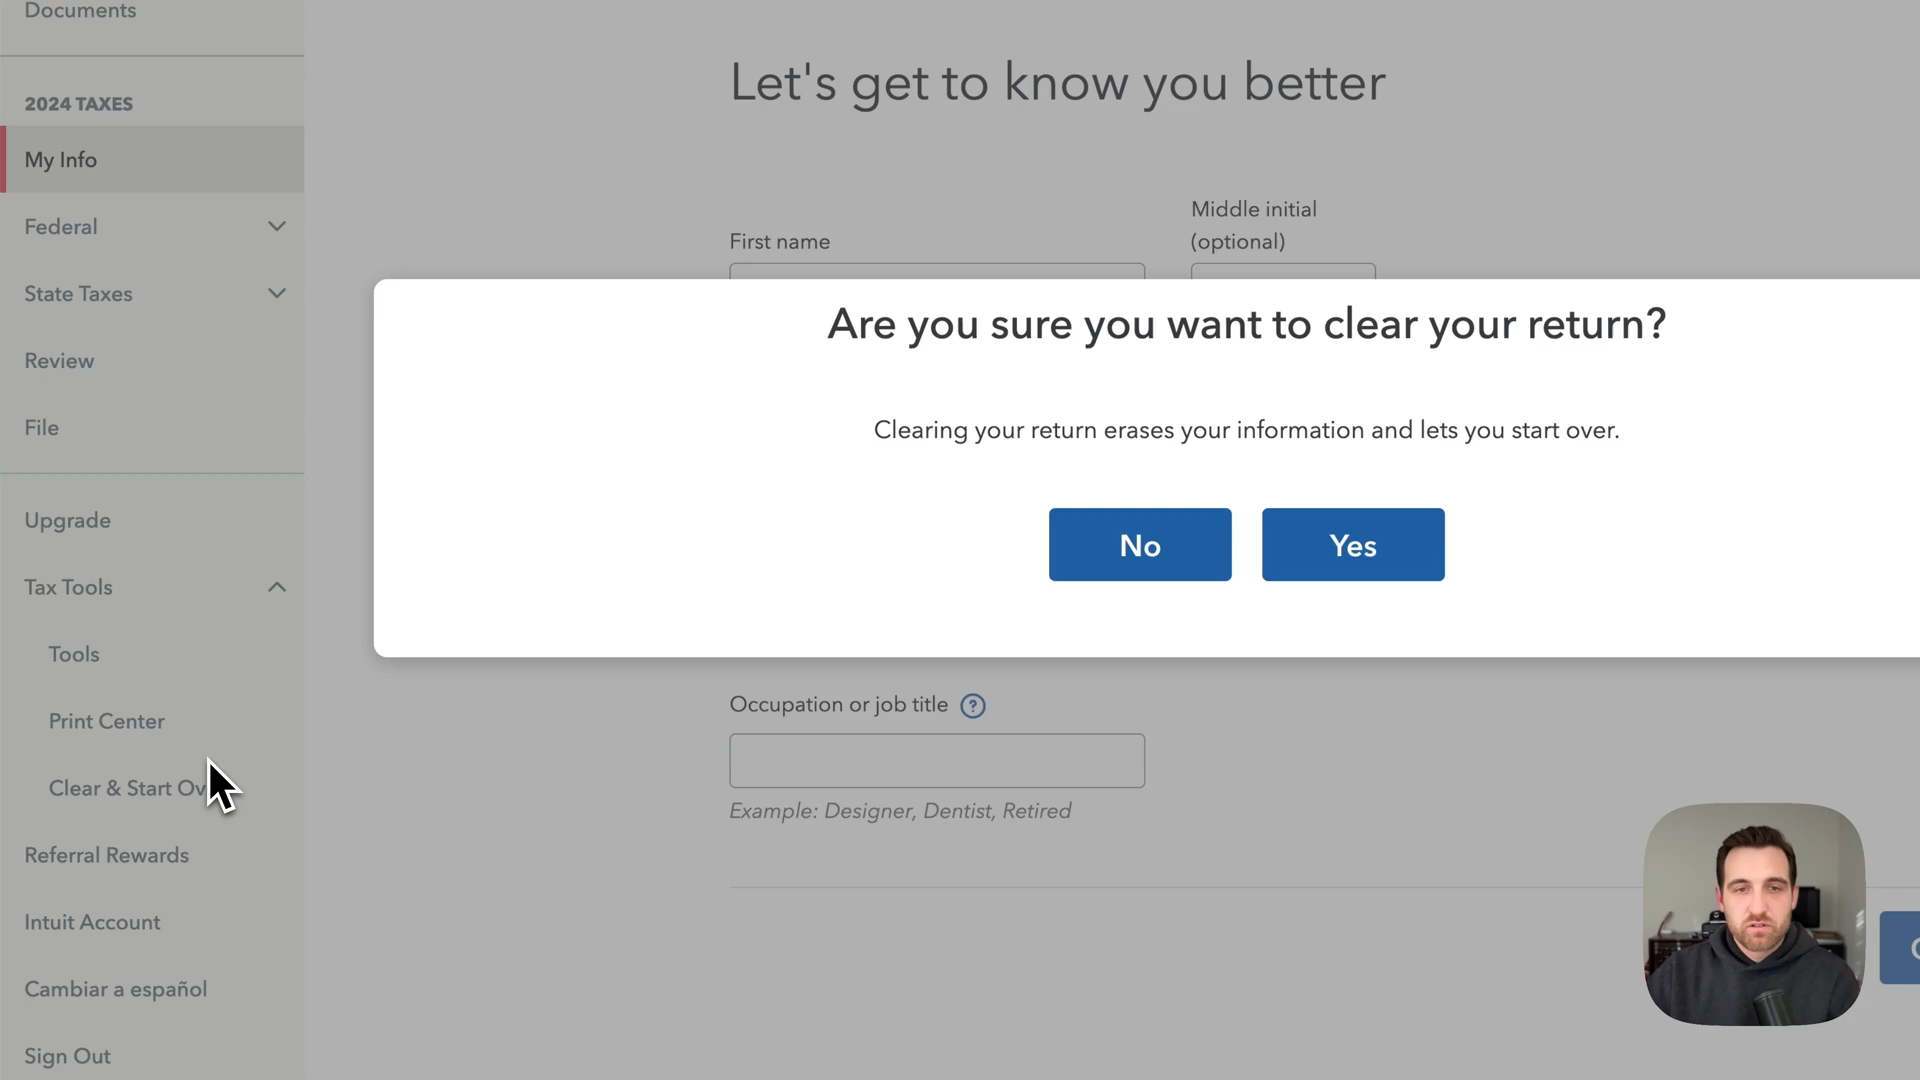 Documents
2024 TAXES
My Info
Federal
State Taxes
Review
File
Upgrade
Tax Tools
Tools
Print Center
Clear & Start Ov
Referral Rewards
Intuit Account
Cambiar a español
Sign Out
Let's get to know you better
First name
Middle initial
(optional)
Are you sure you want to clear your return?
Clearing your return erases your information and lets you start over.
No
Yes
Occupation or job title
?
Example: Designer, Dentist, Retired